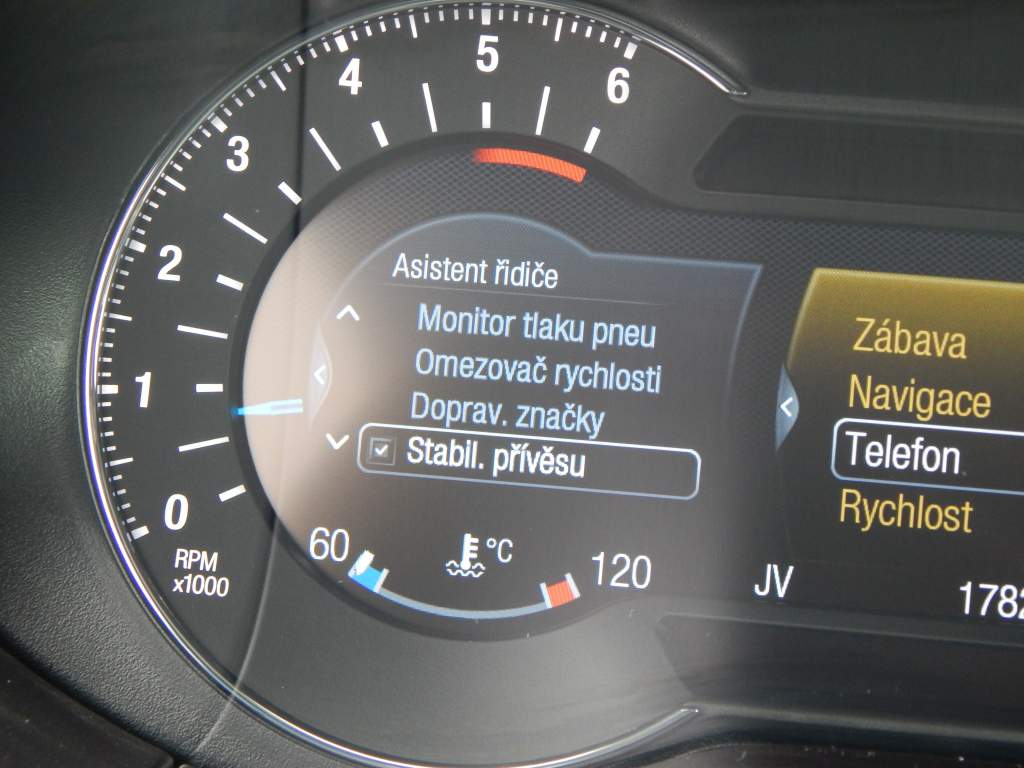 6
5
4
3
2
1
0
RPM
x1000
Asistent řidiče
Monitor tlaku pneu
Omezovač rychlosti
Doprav. značky
Stabil. přívěsu
60
°C
120
Zábava
Navigace
Telefon
Rychlost
JV
1782